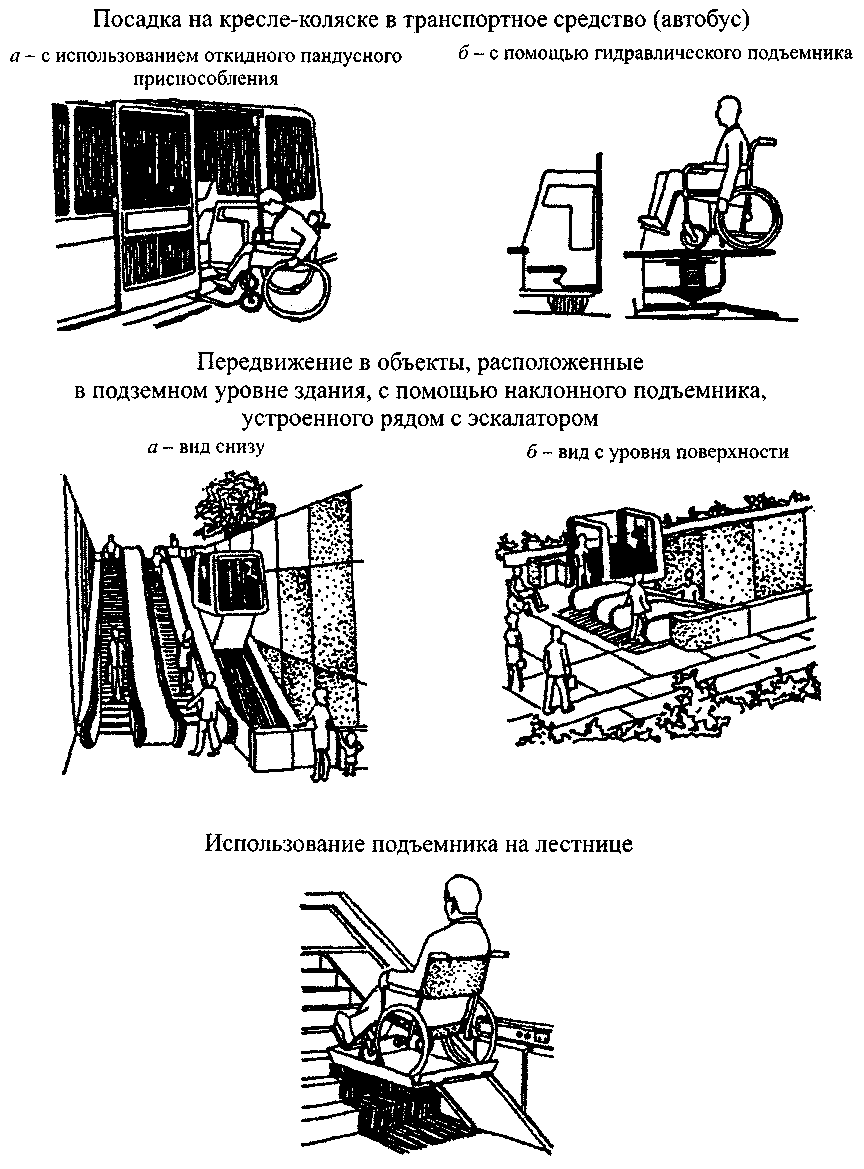 Посадка на кресле-коляске в транспортное средство (автобус)
а – с использованием откидного пандусного
приспособления
б – с помощью гидравлического подъемника
Передвижение в объекты, расположенные
в подземном уровне здания, с помощью наклонного подъемника,
устроенного рядом с эскалатором
а – вид снизу
б – вид с уровня поверхности
Использование подъемника на лестнице